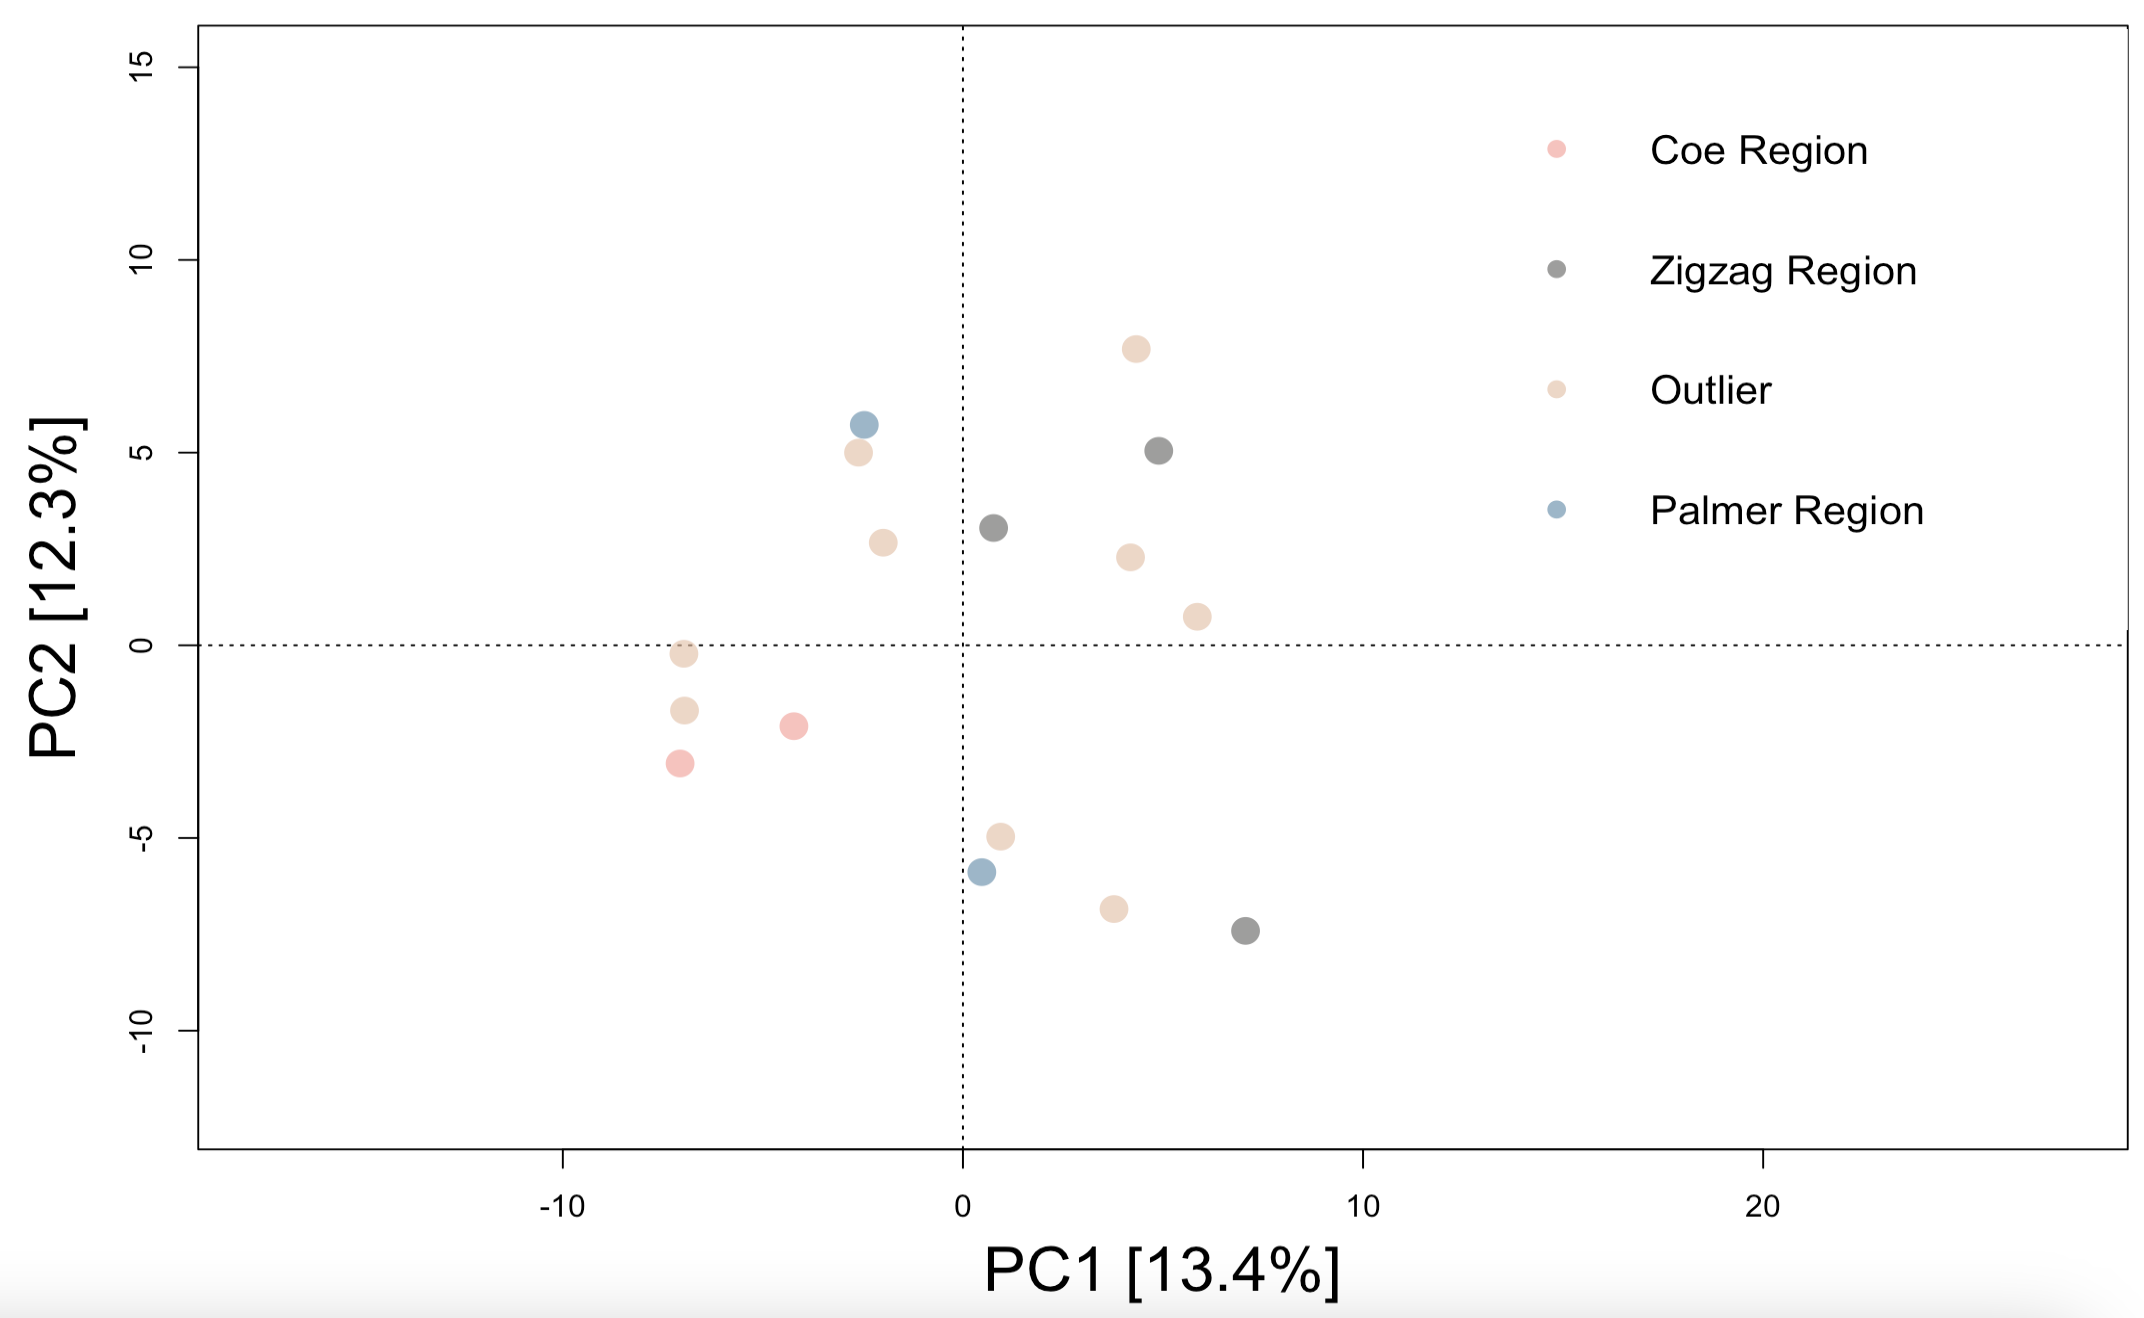 15
10
5
0
-5
-10
PC2 [12.3%]
Coe Region
Zigzag Region
Outlier
Palmer Region
-10
0
10
20
PC1 [13.4%]